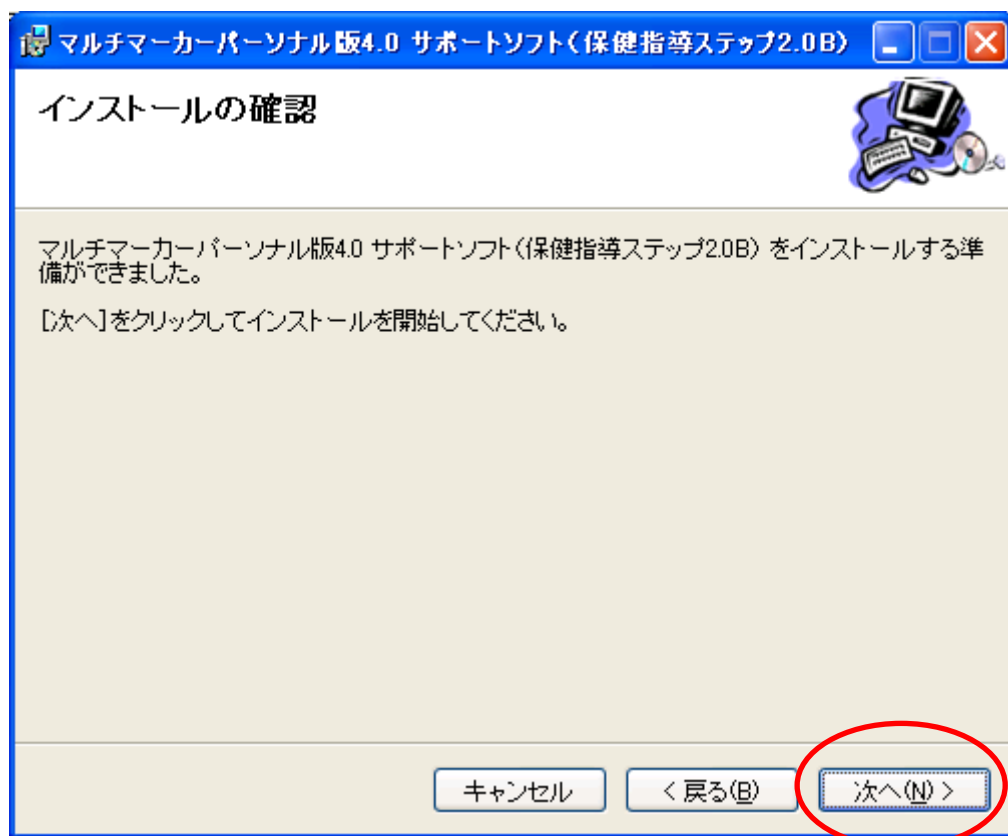 マルチマーカーパーソナル版4.0 サポートソフト(保健指導ステップ2.0B)
インストールの確認
マルチマーカーパーソナル版4.0 サポートソフト(保健指導ステップ2.0B) をインストールする準
備ができました。
[次へ]をクリックしてインストールを開始してください。
キャンセル
< 戻る(B)
次へ(N) >